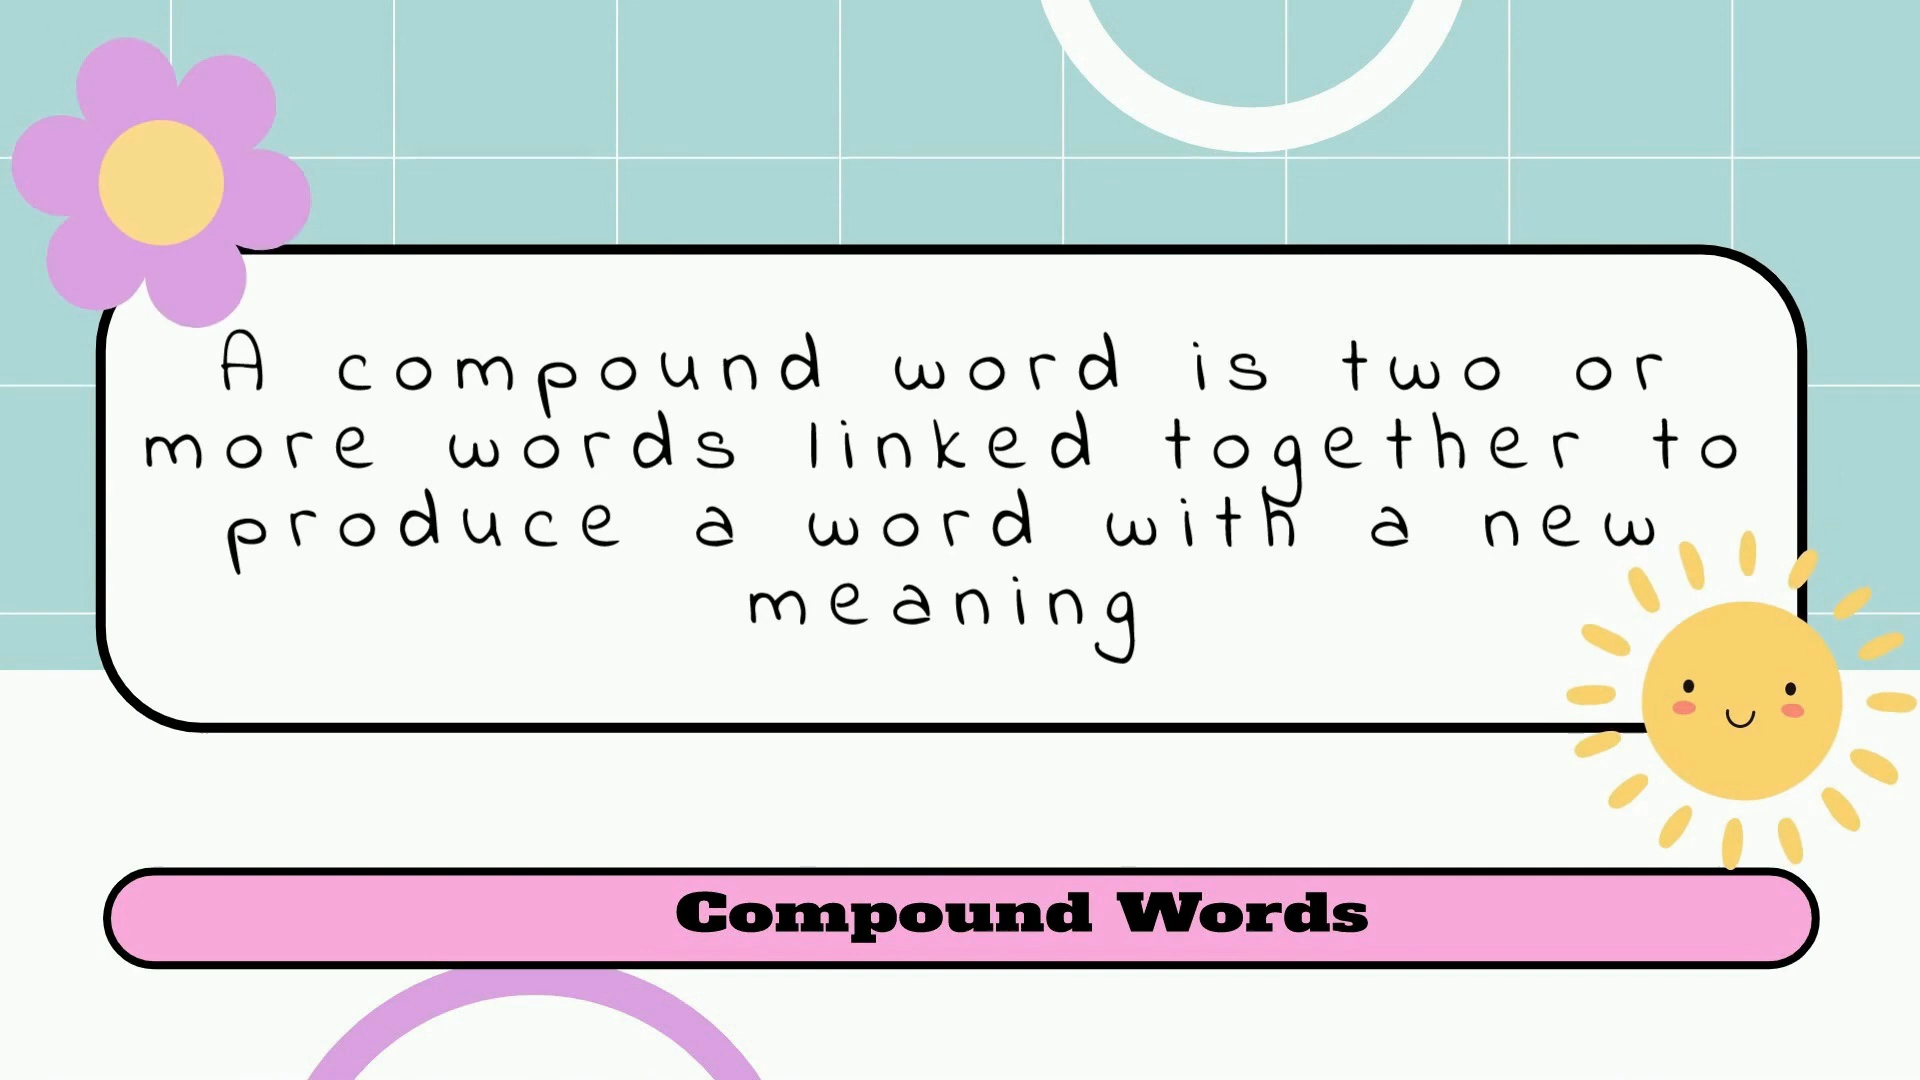 A compound word is two or
more words linked together to
produce a word with a new
meaning
Compound Words